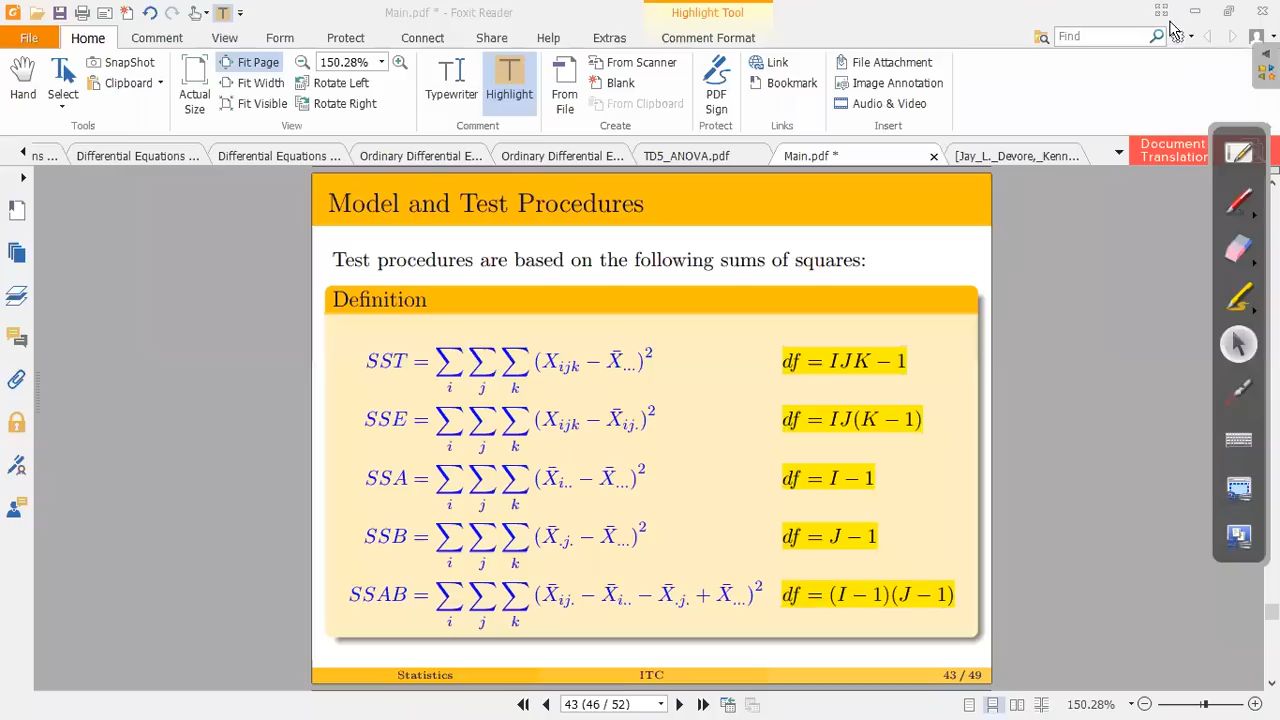 Main.pdf * - Foxit Reader
Highlight Tool
File
Home
Comment
View
Form
Protect
Connect
Share
Help
Extras
Comment Format
Find
Hand
Select
SnapShot
Clipboard
Tools
Actual
Size
Fit Page
Fit Width
Fit Visible
150.28%
Rotate Left
Rotate Right
View
Typewriter
Highlight
Comment
From
File
From Scanner
Blank
From Clipboard
Create
PDF
Sign
Protect
Link
Bookmark
Links
File Attachment
Image Annotation
Audio & Video
Insert
ns ...
Differential Equations ...
Differential Equations ...
Ordinary Differential E...
Ordinary Differential E...
TD5_ANOVA.pdf
Main.pdf *
[Jay_L._Devore,_Kenn...
Document
Translation
Model and Test Procedures
Test procedures are based on the following sums of squares:
Definition
SST = ∑_i ∑_j ∑_k (X_{ijk} − X̄_{...})² df = IJK − 1
SSE = ∑_i ∑_j ∑_k (X_{ijk} − X̄_{ij.})² df = IJ(K − 1)
SSA = ∑_i ∑_j ∑_k (X̄_{i..} − X̄_{...})² df = I − 1
SSB = ∑_i ∑_j ∑_k (X̄_{.j.} − X̄_{...})² df = J − 1
SSAB = ∑_i ∑_j ∑_k (X̄_{ij.} − X̄_{i..} − X̄_{.j.} + X̄_{...})² df = (I − 1)(J − 1)
Statistics
ITC
43 / 49
43 (46 / 52)
150.28%